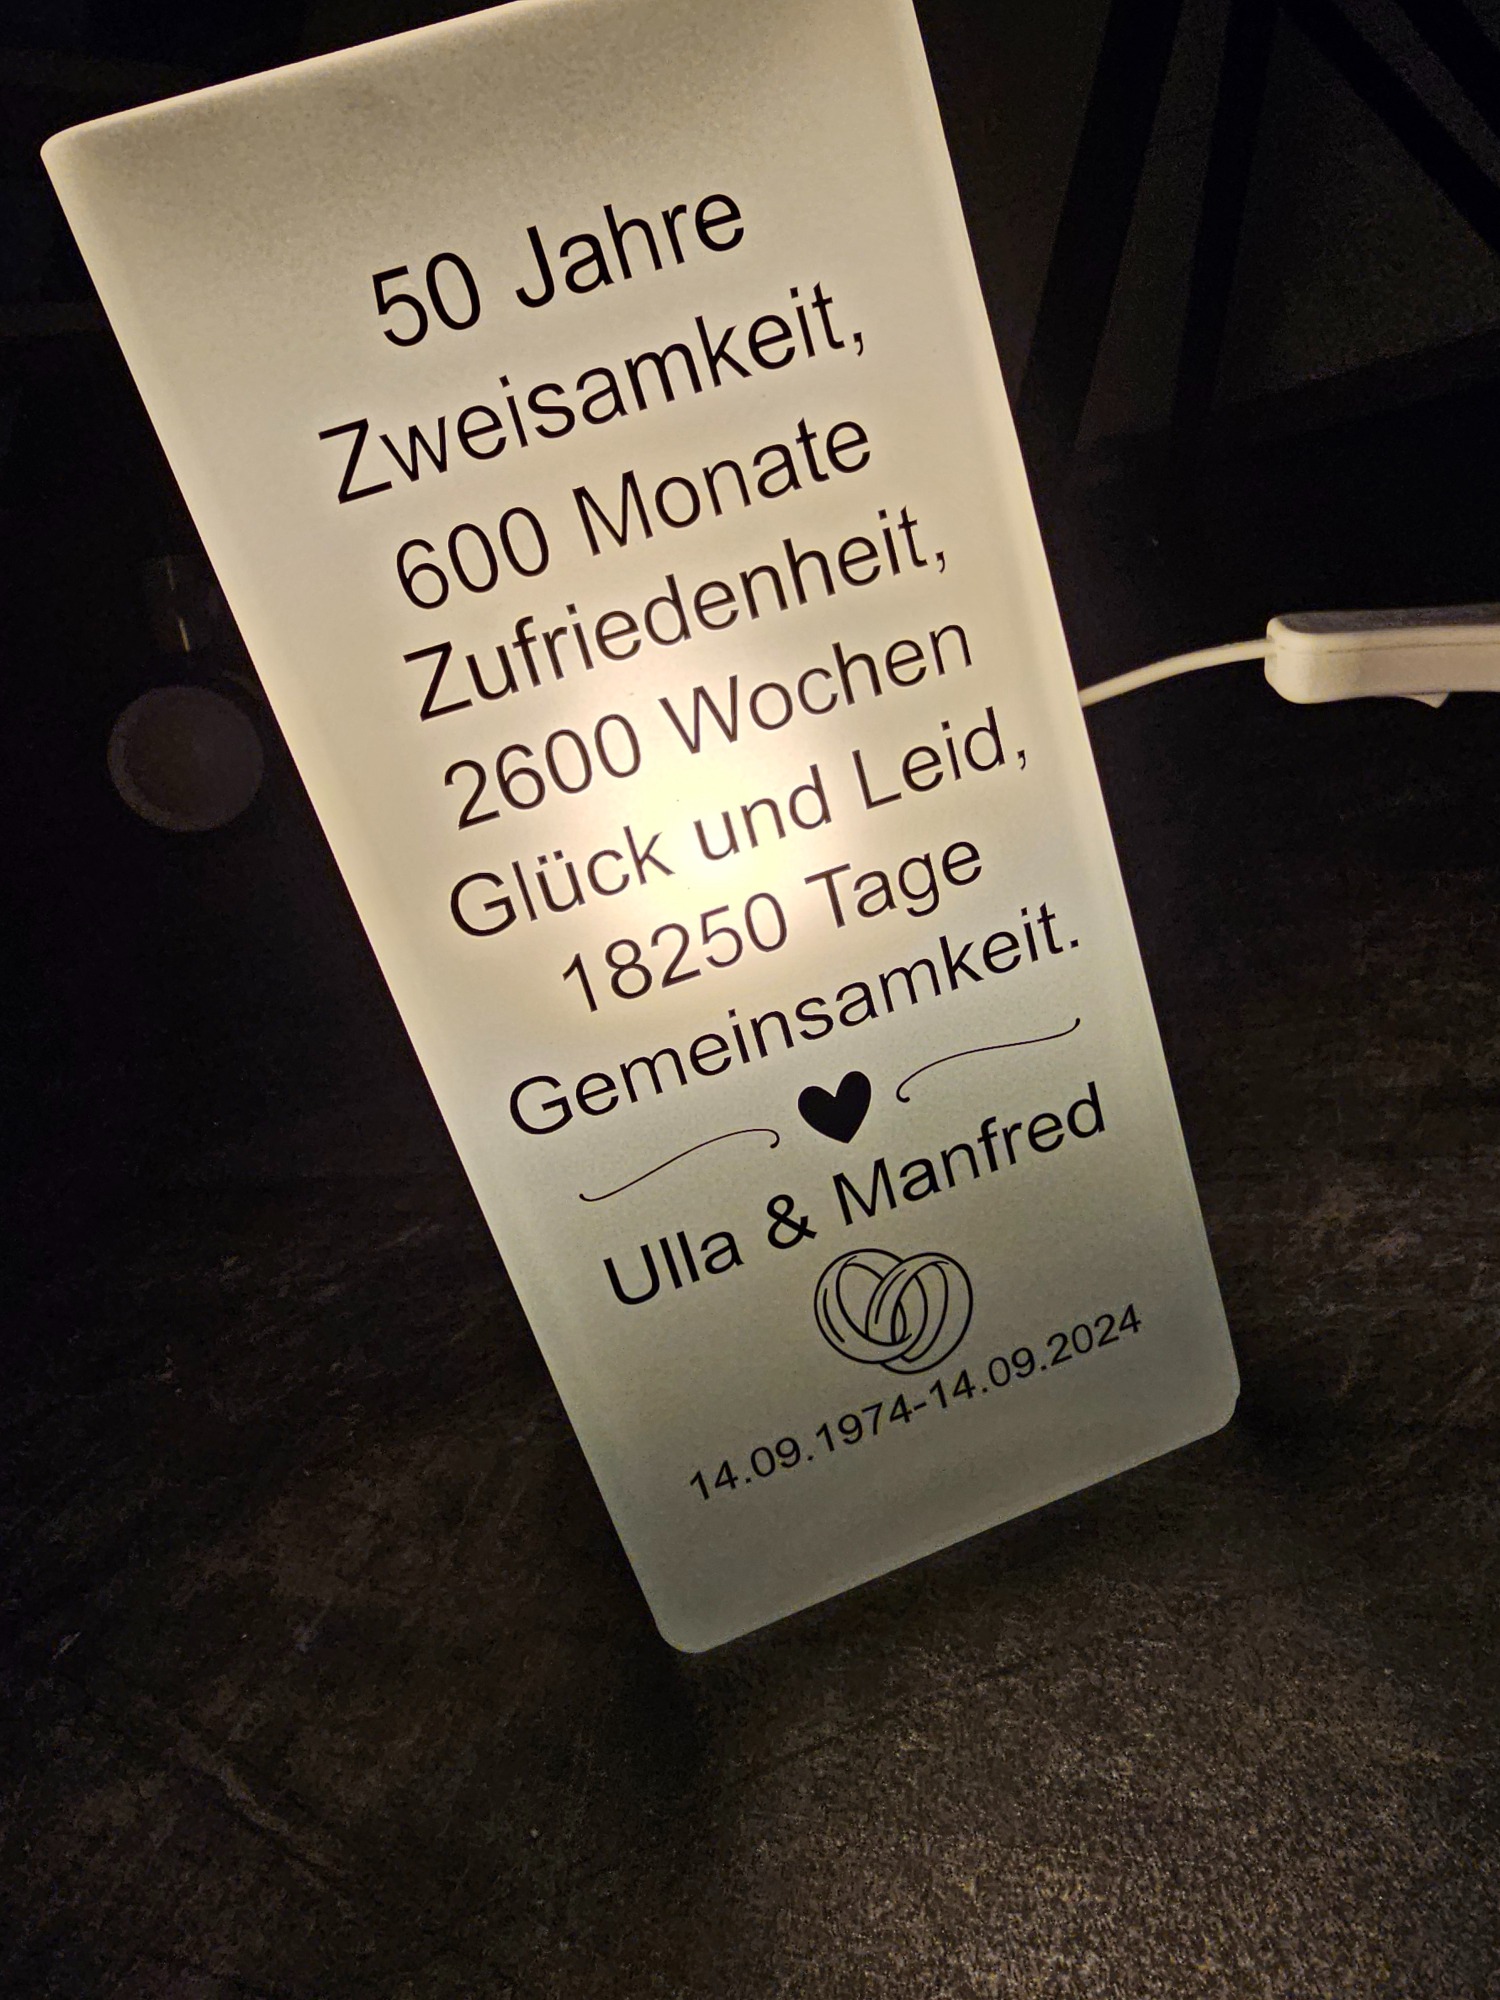 50 Jahre
Zweisamkeit,
600 Monate
Zufriedenheit,
2600 Wochen
Glück und Leid,
18250 Tage
Gemeinsamkeit.
Ulla & Manfred
14.09.1974-14.09.2024